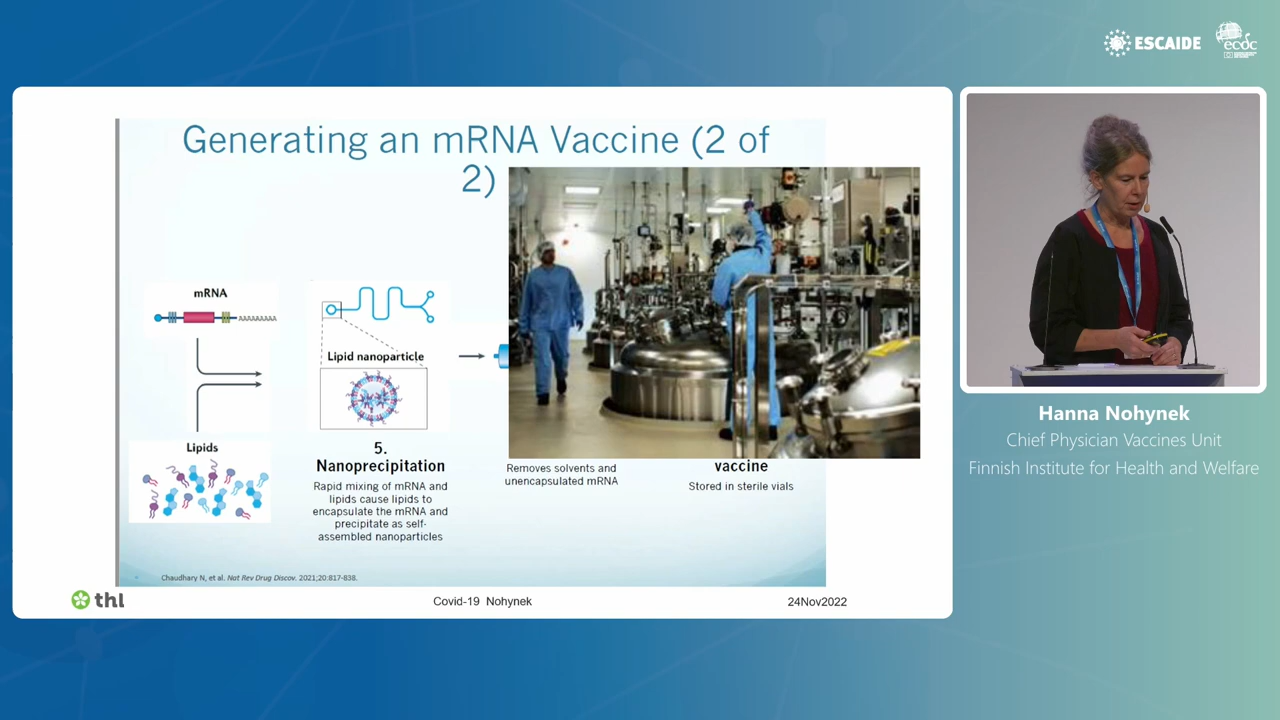 ESCAIDE
ecdc
Generating an mRNA Vaccine (2 of
2)
mRNA
Lipid nanoparticle
Lipids
5.
Nanoprecipitation
Rapid mixing of mRNA and
lipids cause lipids to
encapsulate the mRNA and
precipitate as self-
assembled nanoparticles
Removes solvents and
unencapsulated mRNA
vaccine
Stored in sterile vials
Chaudhary N, et al. Nat Rev Drug Discov. 2021;20:817-838.
thl
Covid-19 Nohynek
24Nov2022
Hanna Nohynek
Chief Physician Vaccines Unit
Finnish Institute for Health and Welfare